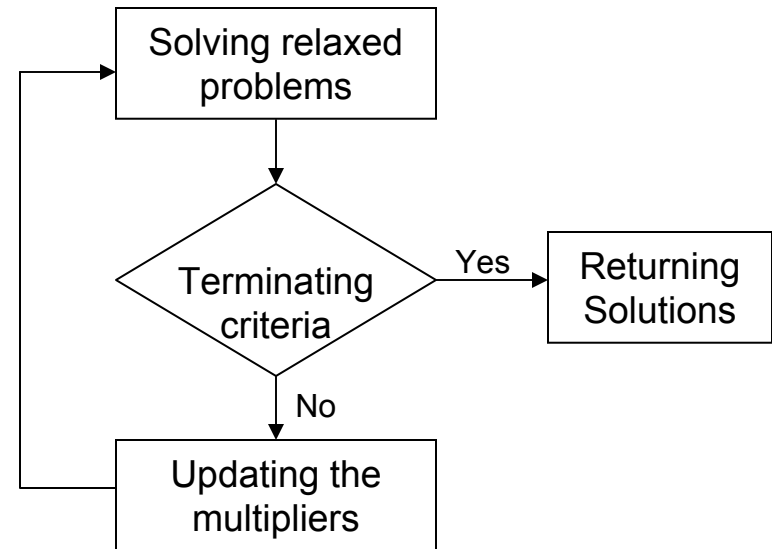 Solving relaxed
problems
Terminating
criteria
Yes
Returning
Solutions
No
Updating the
multipliers